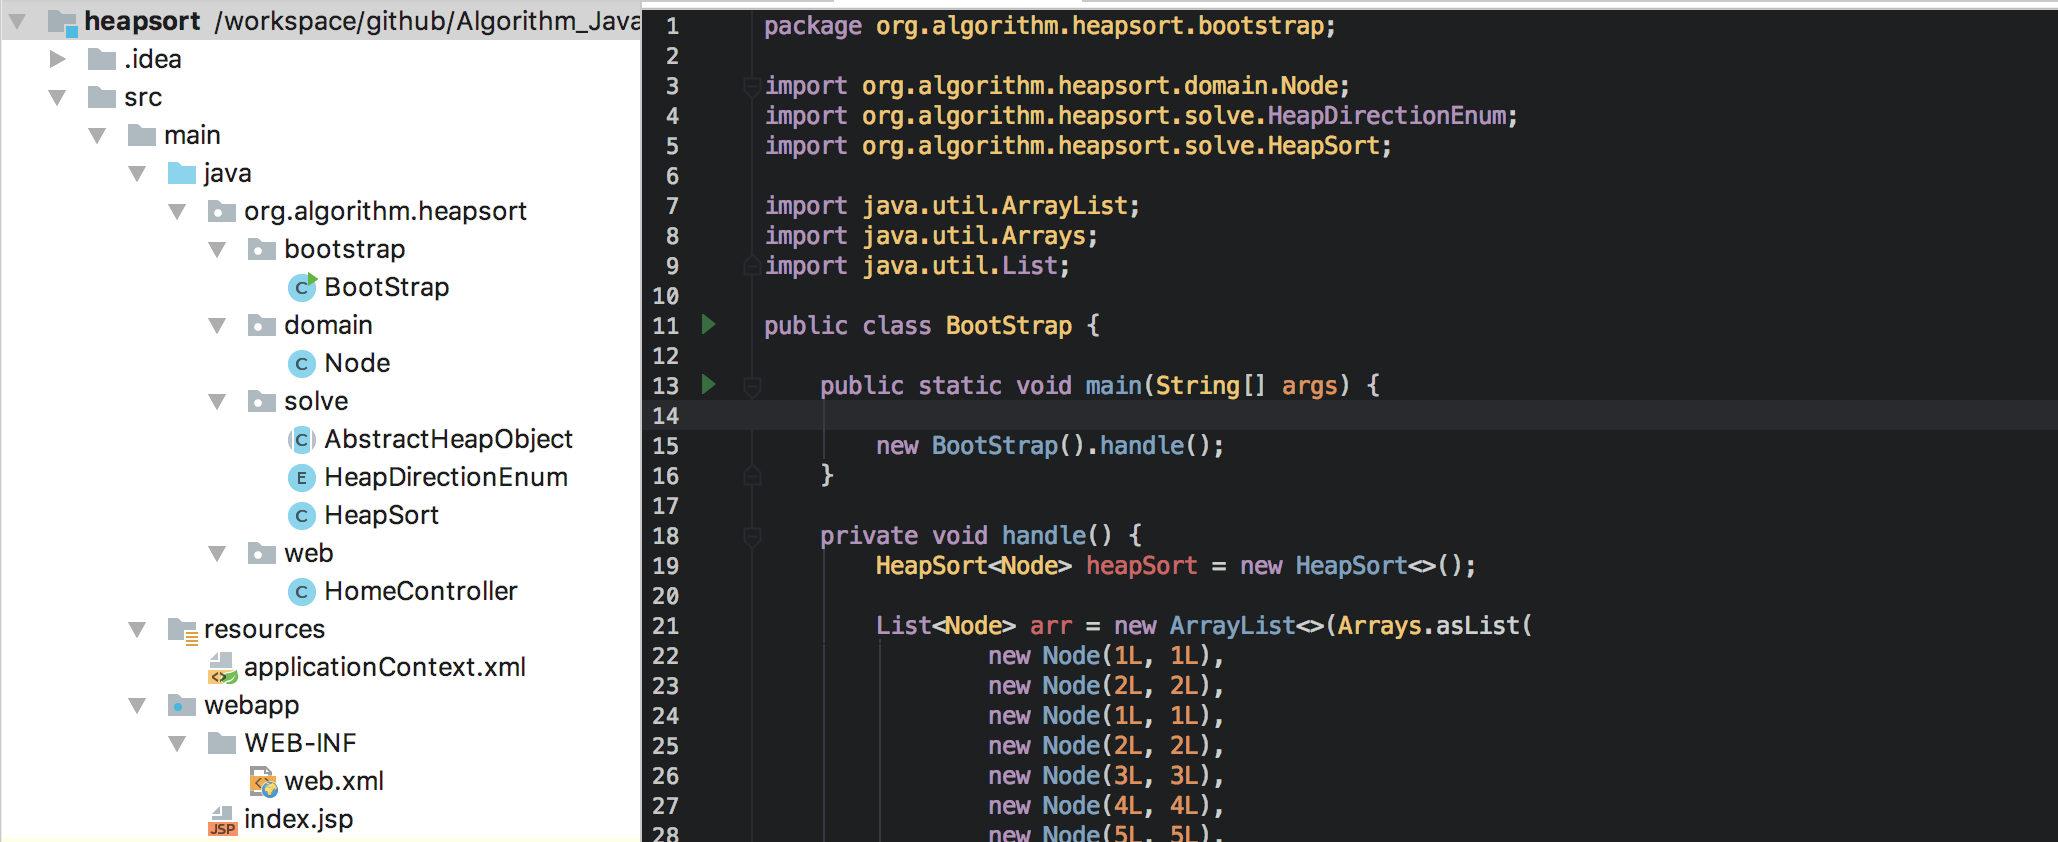 heapsort /workspace/github/Algorithm_Java
.idea
src
main
java
org.algorithm.heapsort
bootstrap
BootStrap
domain
Node
solve
AbstractHeapObject
HeapDirectionEnum
HeapSort
web
HomeController
resources
applicationContext.xml
webapp
WEB-INF
web.xml
index.jsp
1 package org.algorithm.heapsort.bootstrap;
2
3 import org.algorithm.heapsort.domain.Node;
4 import org.algorithm.heapsort.solve.HeapDirectionEnum;
5 import org.algorithm.heapsort.solve.HeapSort;
6
7 import java.util.ArrayList;
8 import java.util.Arrays;
9 import java.util.List;
10
11 public class BootStrap {
12
13 public static void main(String[] args) {
14
15 new BootStrap().handle();
16 }
17
18 private void handle() {
19 HeapSort<Node> heapSort = new HeapSort<>();
20
21 List<Node> arr = new ArrayList<>(Arrays.asList(
22 new Node(1L, 1L),
23 new Node(2L, 2L),
24 new Node(1L, 1L),
25 new Node(2L, 2L),
26 new Node(3L, 3L),
27 new Node(4L, 4L),
28 new Node(5L, 5L),